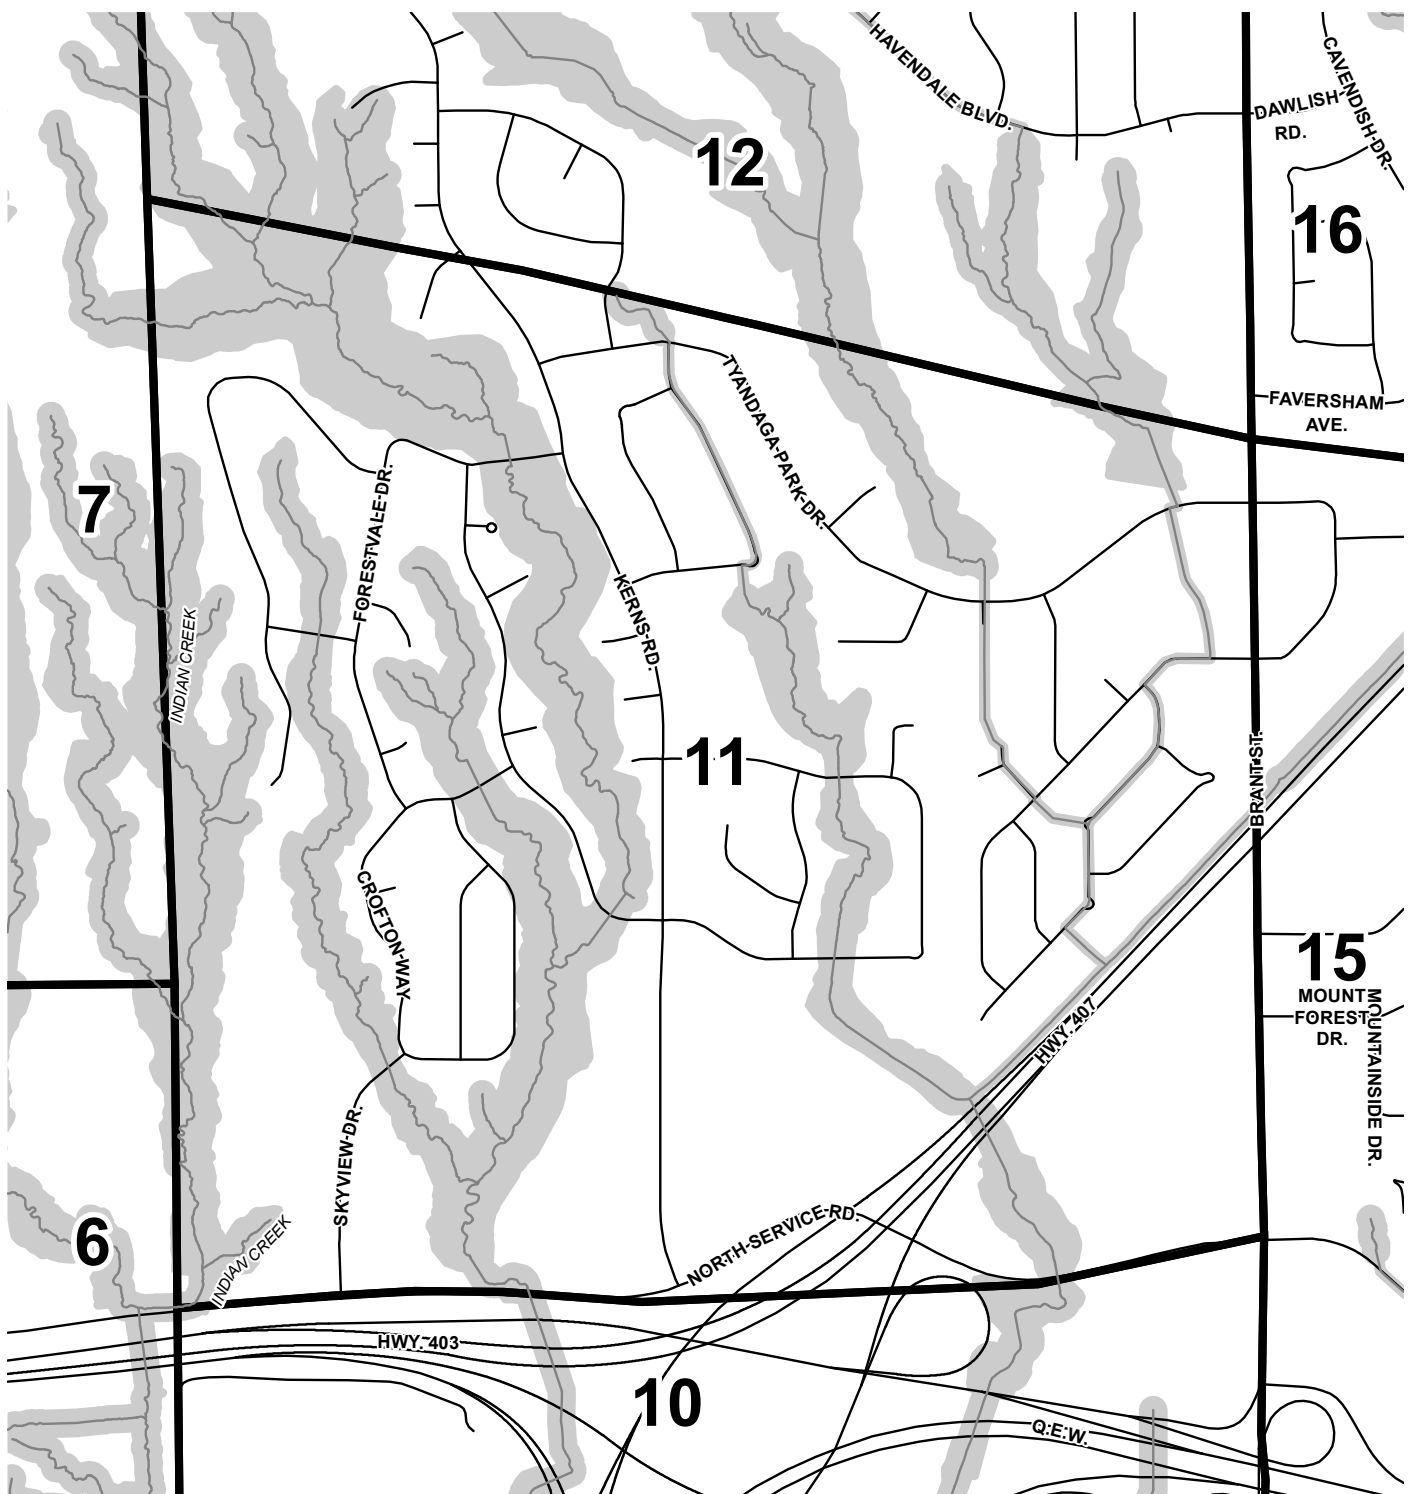 HAVENDALE BLVD.
CAVENDISH DR.
DAWLISH
RD.
12
16
TYANDAGA PARK DR.
FAVERSHAM
AVE.
7
FORESTVALE DR.
KERNS RD.
INDIAN CREEK
11
BRANT ST.
CROFTON WAY
15
MOUNT
FOREST
DR.
MOUNTAINSIDE DR.
HWY. 407
SKYVIEW DR.
6
INDIAN CREEK
NORTH SERVICE RD.
HWY. 403
10
Q.E.W.